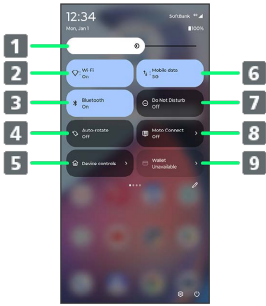 12:34 SoftBank
Mon, Jan 1 100%
1
2 Wi-Fi On Mobile data 5G 6
3 Bluetooth On Do Not Disturb Off 7
4 Auto-rotate Off Moto Connect Off 8
5 Device controls Wallet Unavailable 9